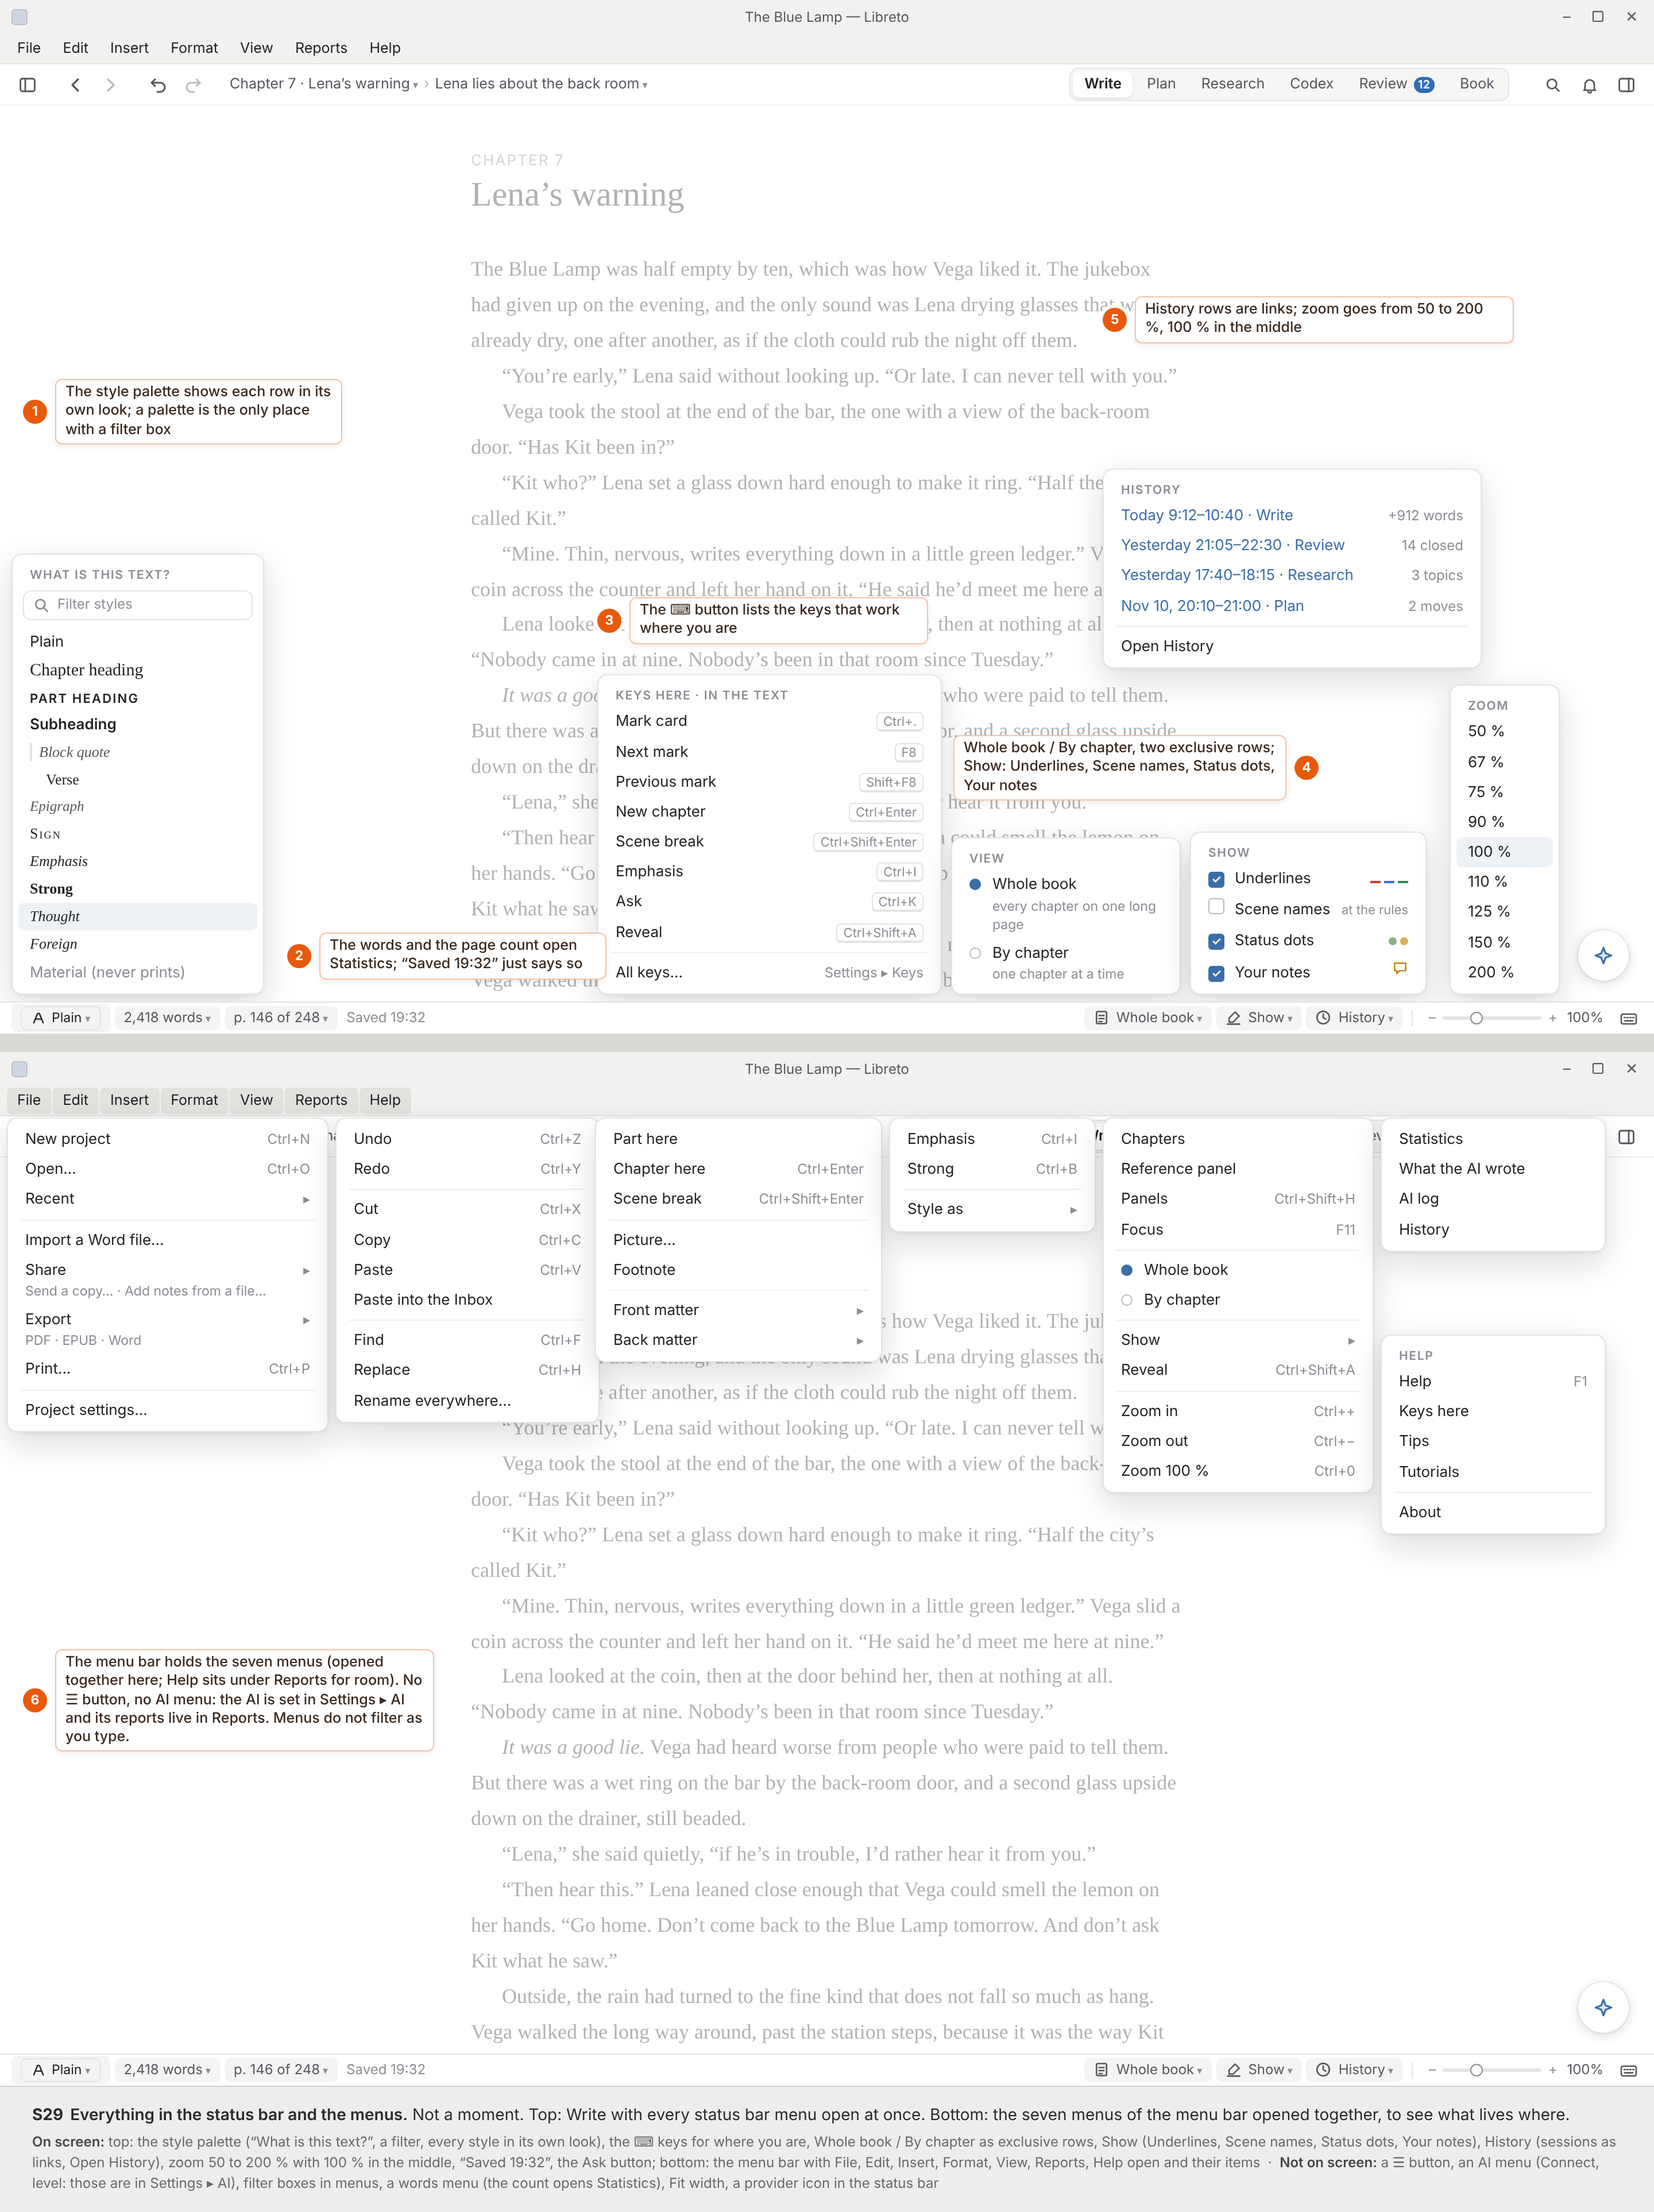 The Blue Lamp — Libreto
File Edit Insert Format View Reports Help
Chapter 7 · Lena’s warning ▾ › Lena lies about the back room ▾
Write Plan Research Codex Review 12 Book
CHAPTER 7
Lena’s warning
The Blue Lamp was half empty by ten, which was how Vega liked it. The jukebox
had given up on the evening, and the only sound was Lena drying glasses that w
already dry, one after another, as if the cloth could rub the night off them.
“You’re early,” Lena said without looking up. “Or late. I can never tell with you.”
Vega took the stool at the end of the bar, the one with a view of the back-room
door. “Has Kit been in?”
“Kit who?” Lena set a glass down hard enough to make it ring. “Half the
called Kit.”
“Mine. Thin, nervous, writes everything down in a little green ledger.” V
coin across the counter and left her hand on it. “He said he’d meet me here a
Lena looke , then at nothing at al
“Nobody came in at nine. Nobody’s been in that room since Tuesday.”
It was a goo who were paid to tell them.
But there was a or, and a second glass upside
down on the dra
“Lena,” she hear it from you.”
“Then hear could smell the lemon on
her hands. “Go
Kit what he saw
Vega walked th
5
History rows are links; zoom goes from 50 to 200
%, 100 % in the middle
1
The style palette shows each row in its
own look; a palette is the only place
with a filter box
WHAT IS THIS TEXT?
Filter styles
Plain
Chapter heading
PART HEADING
Subheading
Block quote
Verse
Epigraph
SIGN
Emphasis
Strong
Thought
Foreign
Material (never prints)
2
The words and the page count open
Statistics; “Saved 19:32” just says so
3
The ⌨ button lists the keys that work
where you are
KEYS HERE · IN THE TEXT
Mark card Ctrl+.
Next mark F8
Previous mark Shift+F8
New chapter Ctrl+Enter
Scene break Ctrl+Shift+Enter
Emphasis Ctrl+I
Ask Ctrl+K
Reveal Ctrl+Shift+A
All keys… Settings ▸ Keys
Whole book / By chapter, two exclusive rows;
Show: Underlines, Scene names, Status dots,
Your notes
4
VIEW
Whole book
every chapter on one long
page
By chapter
one chapter at a time
SHOW
Underlines
Scene names at the rules
Status dots
Your notes
HISTORY
Today 9:12–10:40 · Write +912 words
Yesterday 21:05–22:30 · Review 14 closed
Yesterday 17:40–18:15 · Research 3 topics
Nov 10, 20:10–21:00 · Plan 2 moves
Open History
ZOOM
50 %
67 %
75 %
90 %
100 %
110 %
125 %
150 %
200 %
A Plain ▾ 2,418 words ▾ p. 146 of 248 ▾ Saved 19:32 Whole book ▾ Show ▾ History ▾ − + 100%
The Blue Lamp — Libreto
File Edit Insert Format View Reports Help
New project Ctrl+N
Open… Ctrl+O
Recent ▸
Import a Word file…
Share ▸
Send a copy… · Add notes from a file…
Export ▸
PDF · EPUB · Word
Print… Ctrl+P
Project settings…
Undo Ctrl+Z
Redo Ctrl+Y
Cut Ctrl+X
Copy Ctrl+C
Paste Ctrl+V
Paste into the Inbox
Find Ctrl+F
Replace Ctrl+H
Rename everywhere…
Part here
Chapter here Ctrl+Enter
Scene break Ctrl+Shift+Enter
Picture…
Footnote
Front matter ▸
Back matter ▸
Emphasis Ctrl+I
Strong Ctrl+B
Style as ▸
Chapters
Reference panel
Panels Ctrl+Shift+H
Focus F11
Whole book
By chapter
Show ▸
Reveal Ctrl+Shift+A
Zoom in Ctrl++
Zoom out Ctrl+−
Zoom 100 % Ctrl+0
Statistics
What the AI wrote
AI log
History
HELP
Help F1
Keys here
Tips
Tutorials
About
s how Vega liked it. The ju
was Lena drying glasses tha
e after another, as if the cloth could rub the night off them.
“You’re early,” Lena said without looking up. “Or late. I can never tell w
Vega took the stool at the end of the bar, the one with a view of the back-
door. “Has Kit been in?”
“Kit who?” Lena set a glass down hard enough to make it ring. “Half the city’s
called Kit.”
“Mine. Thin, nervous, writes everything down in a little green ledger.” Vega slid a
coin across the counter and left her hand on it. “He said he’d meet me here at nine.”
Lena looked at the coin, then at the door behind her, then at nothing at all.
“Nobody came in at nine. Nobody’s been in that room since Tuesday.”
It was a good lie. Vega had heard worse from people who were paid to tell them.
But there was a wet ring on the bar by the back-room door, and a second glass upside
down on the drainer, still beaded.
“Lena,” she said quietly, “if he’s in trouble, I’d rather hear it from you.”
“Then hear this.” Lena leaned close enough that Vega could smell the lemon on
her hands. “Go home. Don’t come back to the Blue Lamp tomorrow. And don’t ask
Kit what he saw.”
Outside, the rain had turned to the fine kind that does not fall so much as hang.
Vega walked the long way around, past the station steps, because it was the way Kit
6
The menu bar holds the seven menus (opened
together here; Help sits under Reports for room). No
☰ button, no AI menu: the AI is set in Settings ▸ AI
and its reports live in Reports. Menus do not filter as
you type.
A Plain ▾ 2,418 words ▾ p. 146 of 248 ▾ Saved 19:32 Whole book ▾ Show ▾ History ▾ − + 100%
S29 Everything in the status bar and the menus. Not a moment. Top: Write with every status bar menu open at once. Bottom: the seven menus of the menu bar opened together, to see what lives where.
On screen: top: the style palette (“What is this text?”, a filter, every style in its own look), the ⌨ keys for where you are, Whole book / By chapter as exclusive rows, Show (Underlines, Scene names, Status dots, Your notes), History (sessions as
links, Open History), zoom 50 to 200 % with 100 % in the middle, “Saved 19:32”, the Ask button; bottom: the menu bar with File, Edit, Insert, Format, View, Reports, Help open and their items · Not on screen: a ☰ button, an AI menu (Connect,
level: those are in Settings ▸ AI), filter boxes in menus, a words menu (the count opens Statistics), Fit width, a provider icon in the status bar